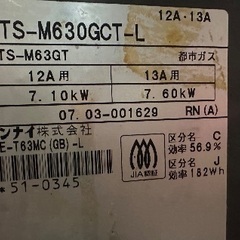 12A・13A
TS-M630GCT-L
TS-M63GT 都市ガス
12A用 13A用
7.10kW 7.60kW
07.03-001629 RN(A)
ンナイ株式会社
E-T63MC(GB)-L
51-0345
JIA
区分名 C
効率 56.9%
区分名 J
効率 182Wh